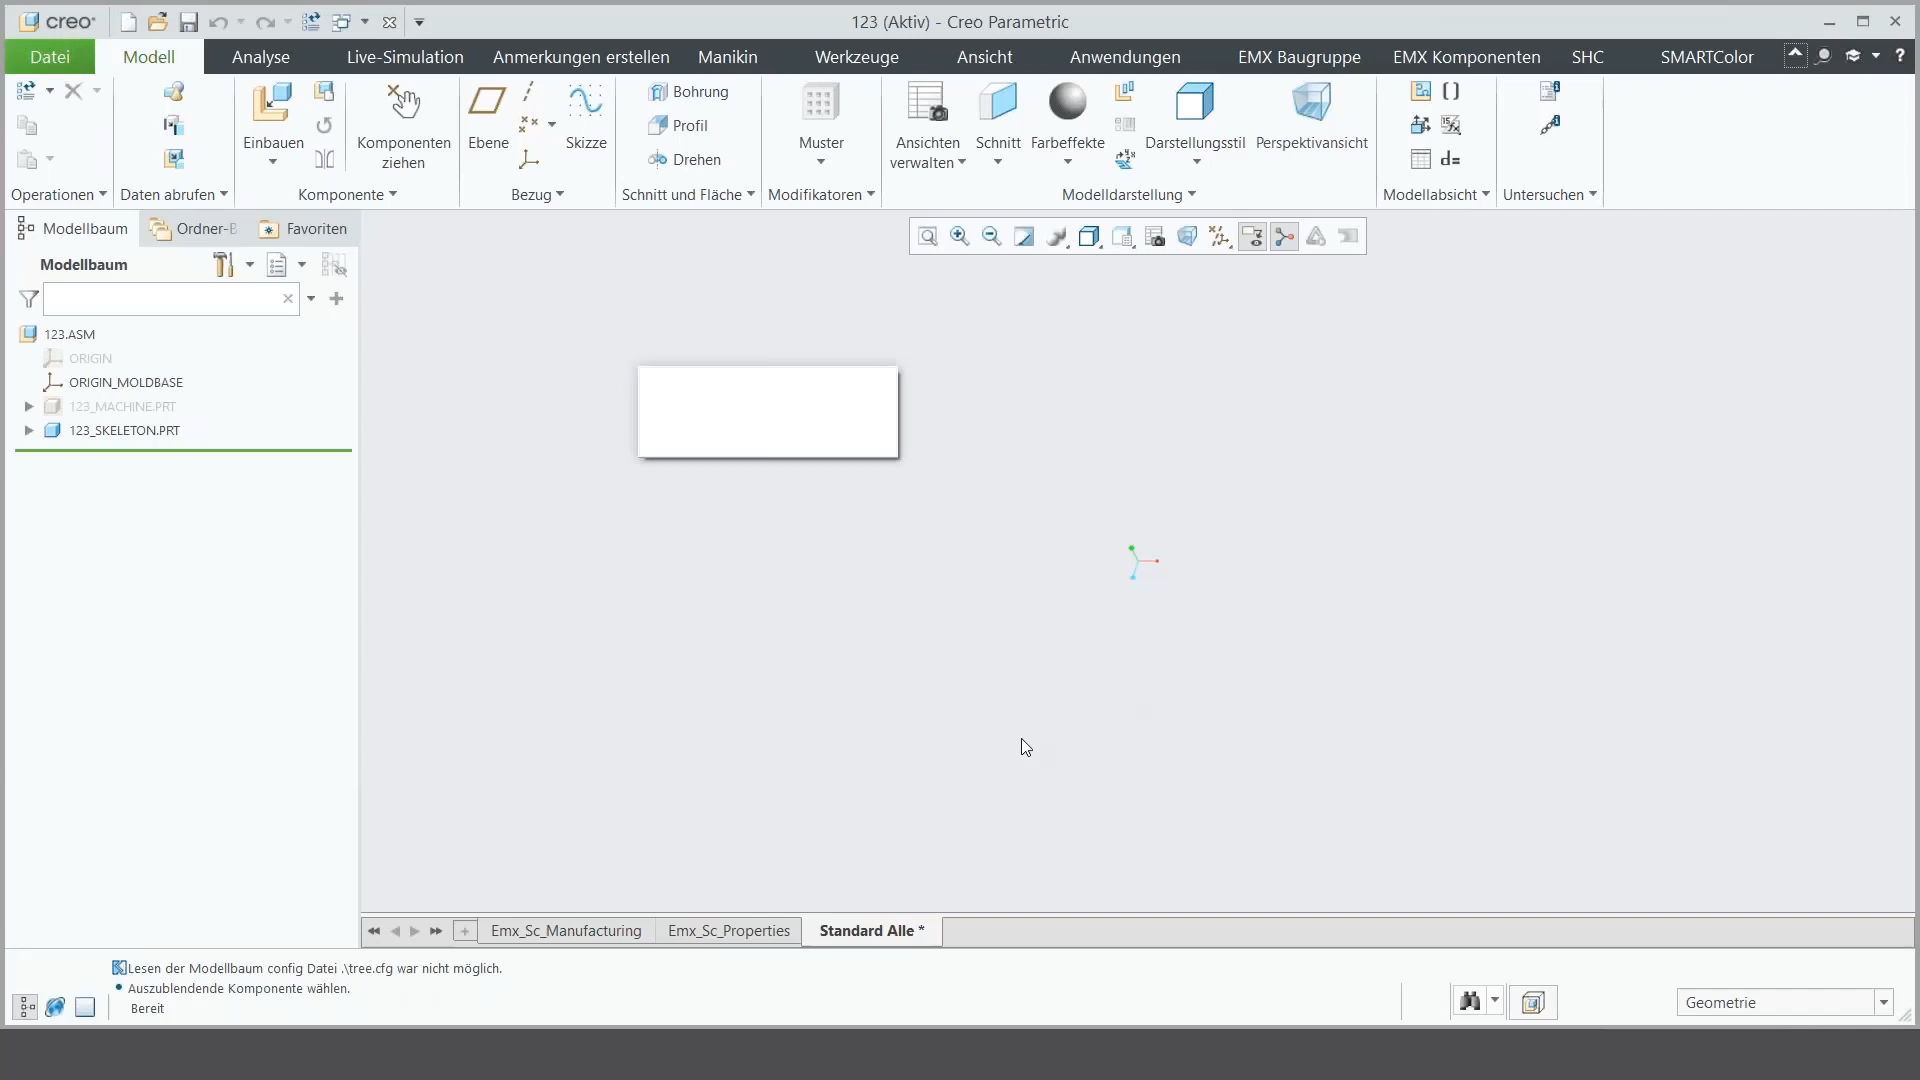 creo
123 (Aktiv) - Creo Parametric
Datei Modell Analyse Live-Simulation Anmerkungen erstellen Manikin Werkzeuge Ansicht Anwendungen EMX Baugruppe EMX Komponenten SHC SMARTColor
Einbauen
Komponenten ziehen
Ebene
Skizze
Bohrung
Profil
Drehen
Muster
Ansichten verwalten
Schnitt
Farbeffekte
Darstellungsstil
Perspektivansicht
Operationen Daten abrufen Komponente Bezug Schnitt und Fläche Modifikatoren Modelldarstellung Modellabsicht Untersuchen
Modellbaum Ordner-B Favoriten
Modellbaum
123.ASM
ORIGIN
ORIGIN_MOLDBASE
123_MACHINE.PRT
123_SKELETON.PRT
Emx_Sc_Manufacturing Emx_Sc_Properties Standard Alle *
Lesen der Modellbaum config Datei .\tree.cfg war nicht möglich.
Auszublendende Komponente wählen.
Bereit
Geometrie